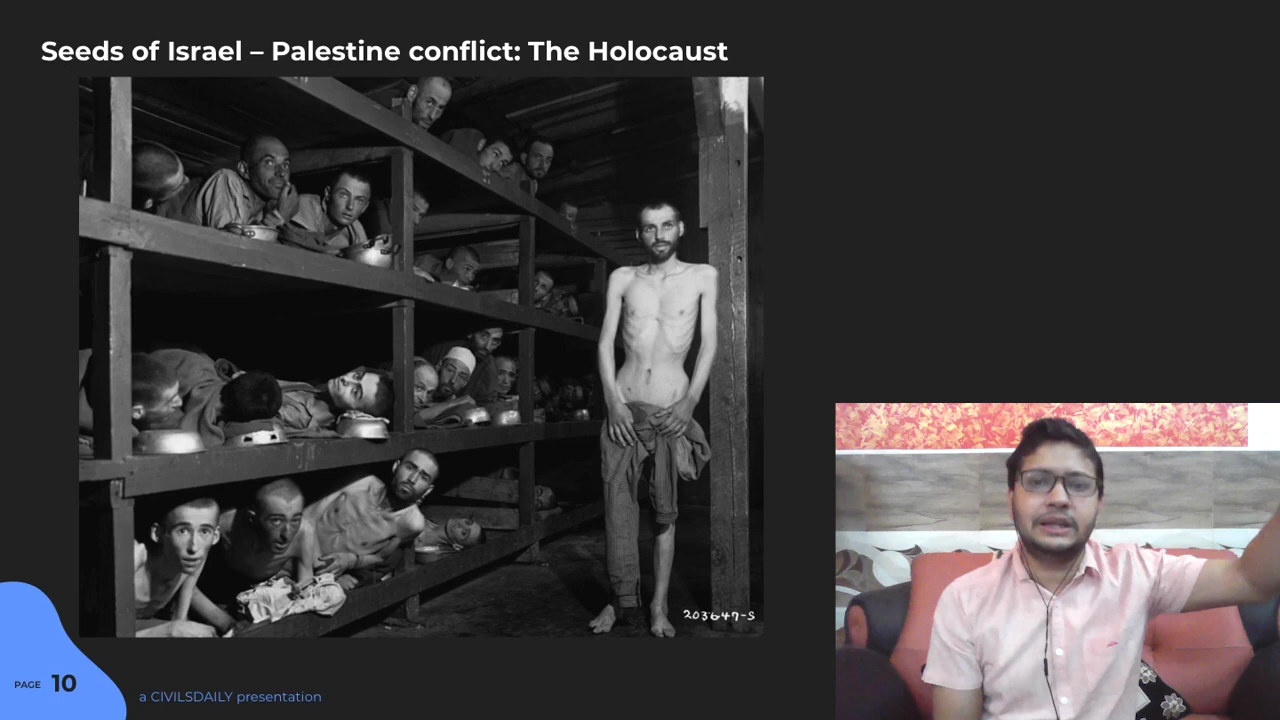 Seeds of Israel – Palestine conflict: The Holocaust
203647-S
PAGE 10
a CIVILSDAILY presentation